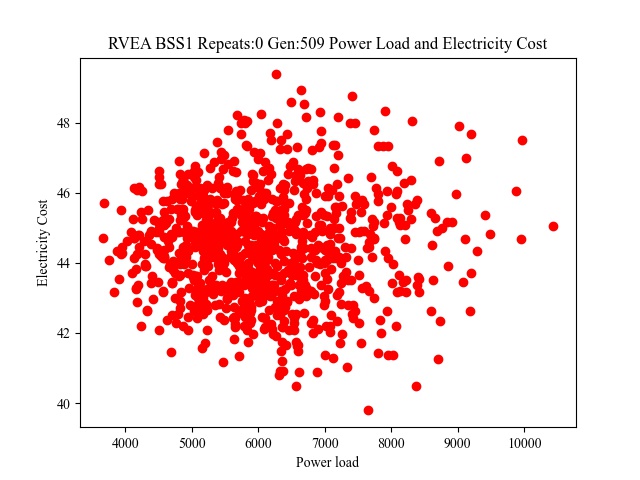 RVEA BSS1 Repeats:0 Gen:509 Power Load and Electricity Cost
Electricity Cost
48
46
44
42
40
4000 5000 6000 7000 8000 9000 10000
Power load